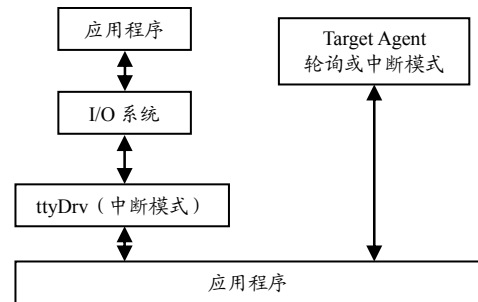 应用程序
Target Agent
轮询或中断模式
I/O 系统
ttyDrv（中断模式）
应用程序